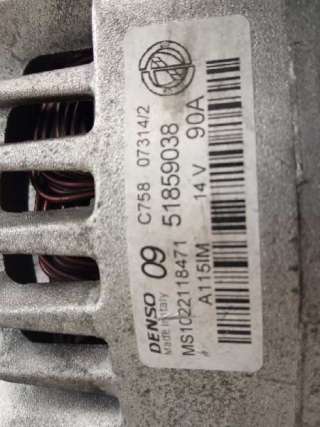 DENSO 09 C758 07314/2
Made in Italy 51859038
MS1022118471 14 V 90A
A115IM